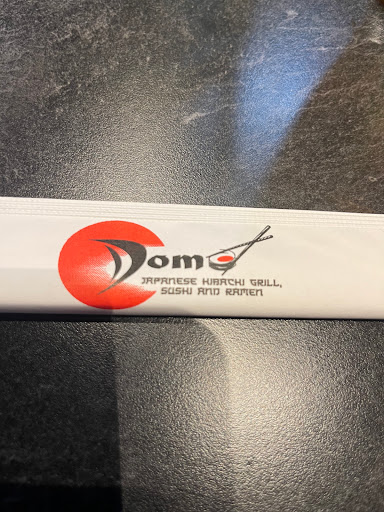 Domo
JAPANESE HIBACHI GRILL,
SUSHI AND RAMEN